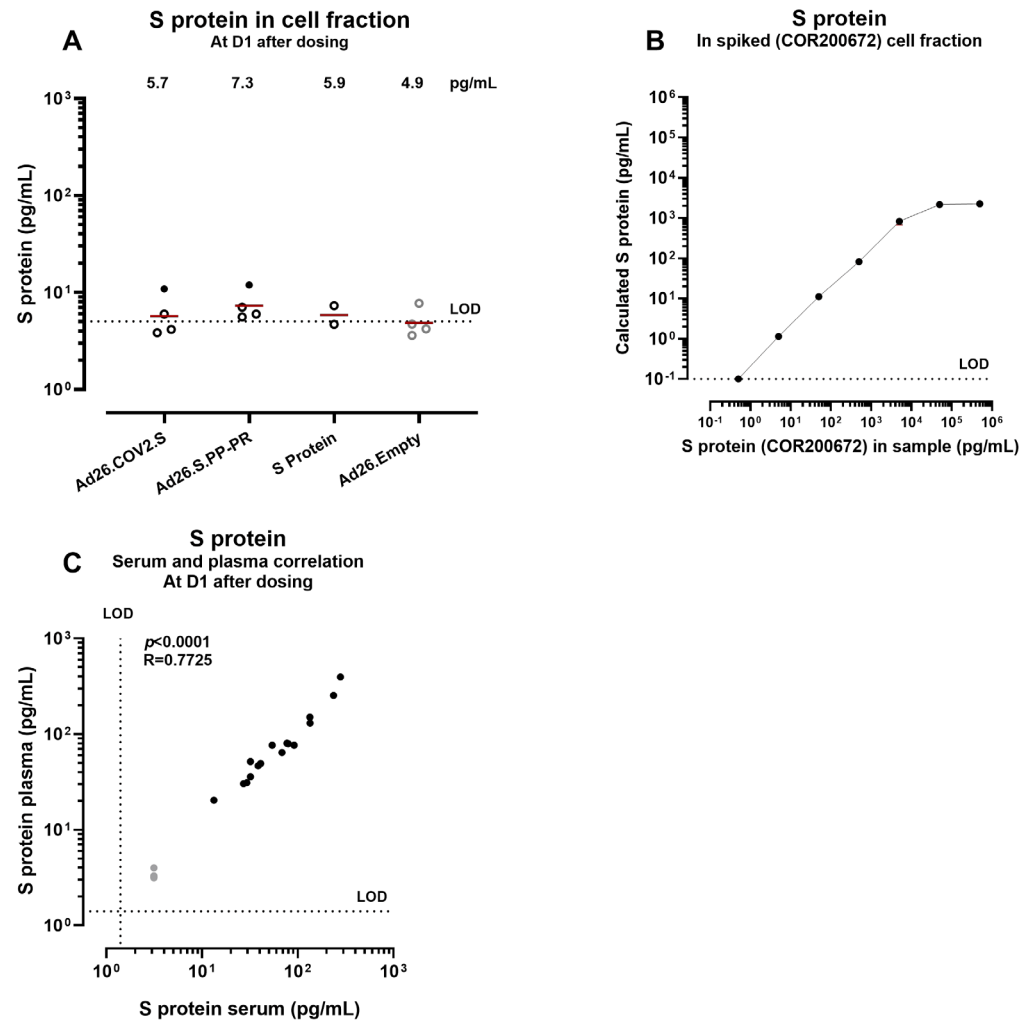 A
S protein in cell fraction
At D1 after dosing
5.7 7.3 5.9 4.9 pg/mL
S protein (pg/mL)
10³
10²
10¹
10⁰
LOD
Ad26.COV2.S
Ad26.S.PP-PR
S Protein
Ad26.Empty
B
S protein
In spiked (COR200672) cell fraction
Calculated S protein (pg/mL)
10⁶
10⁵
10⁴
10³
10²
10¹
10⁰
10⁻¹
LOD
10⁻¹ 10⁰ 10¹ 10² 10³ 10⁴ 10⁵ 10⁶
S protein (COR200672) in sample (pg/mL)
C
S protein
Serum and plasma correlation
At D1 after dosing
LOD
p<0.0001
R=0.7725
S protein plasma (pg/mL)
10³
10²
10¹
10⁰
LOD
10⁰ 10¹ 10² 10³
S protein serum (pg/mL)